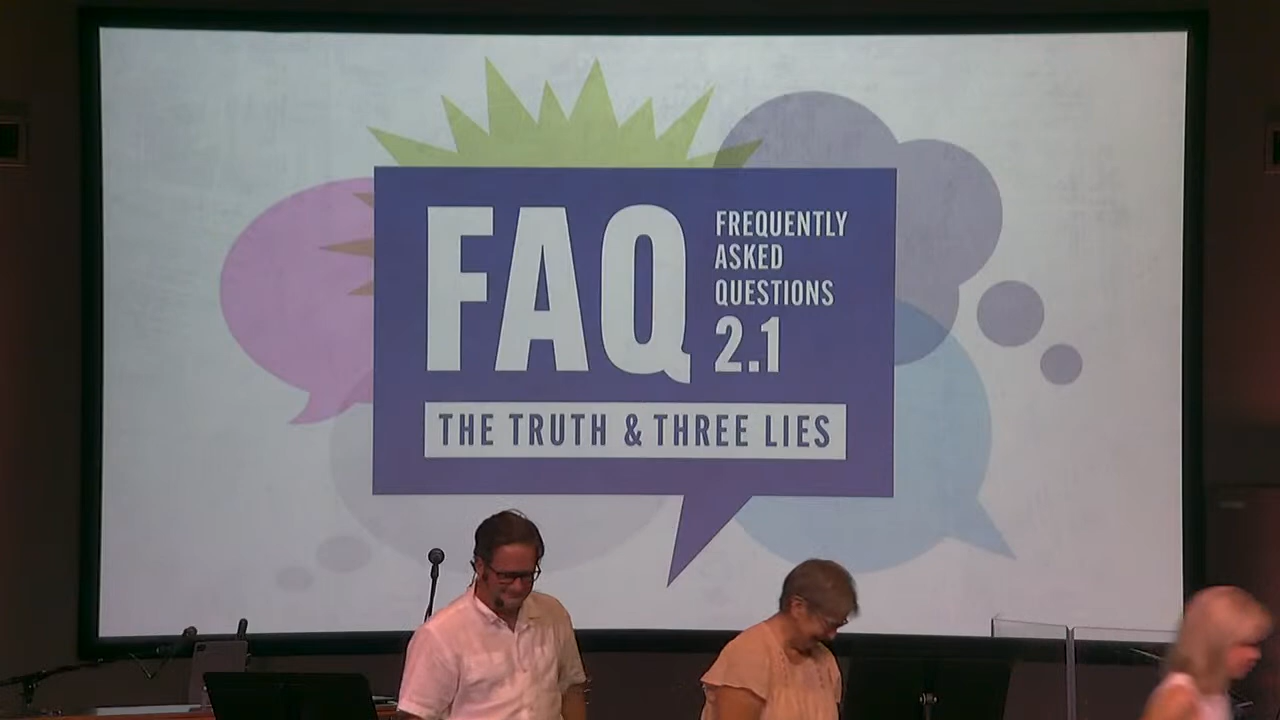 FAQ
FREQUENTLY
ASKED
QUESTIONS
2.1
THE TRUTH & THREE LIES